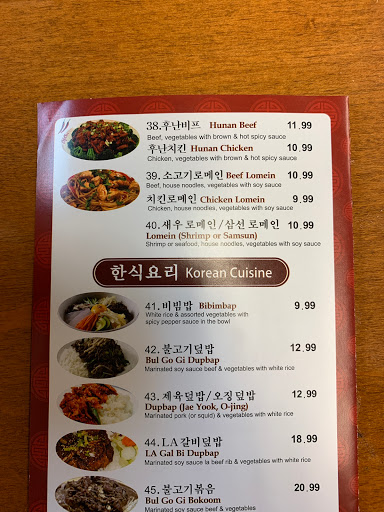 38.후난비프 Hunan Beef 11.99
Beef, vegetables with brown & hot spicy sauce
후난치킨 Hunan Chicken 10.99
Chicken, vegetables with brown & hot spicy sauce
39. 소고기로메인 Beef Lomein 10.99
Beef, house noodles, vegetables with soy sauce
치킨로메인 Chicken Lomein 9.99
Chicken, house noodles, vegetables with soy sauce
40. 새우 로메인/삼선 로메인 10.99
Lomein (Shrimp or Samsun)
Shrimp or seafood, house noodles, vegetables with soy sauce
한식요리 Korean Cuisine
41. 비빔밥 Bibimbap 9.99
White rice & assorted vegetables with
spicy pepper sauce in the bowl
42. 불고기덮밥 12.99
Bul Go Gi Dupbap
Marinated soy sauce beef & vegetables with white rice
43. 제육덮밥/오징덮밥 12.99
Dupbap (Jae Yook, O-jing)
Marinated pork (or squid) & vegetables with white rice
44. LA갈비덮밥 18.99
LA Gal Bi Dupbap
Marinated soy sauce la beef rib & vegetables with white rice
45. 불고기볶음 20.99
Bul Go Gi Bokoom
Marinated soy sauce beef & vegetables